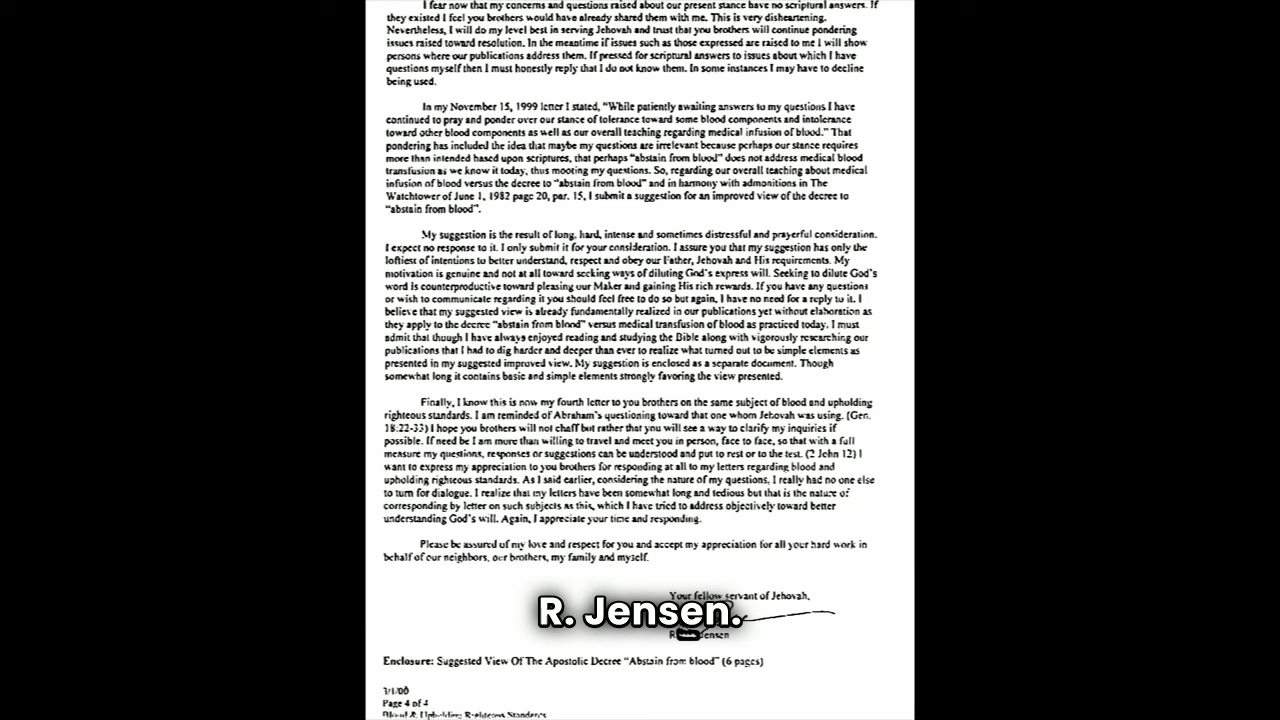 I fear now that my concerns and questions raised about our present stance have no scriptural answers. If
they existed I feel you brothers would have already shared them with me. This is very disheartening.
Nevertheless, I will do my level best in serving Jehovah and trust that you brothers will continue pondering
issues raised toward resolution. In the meantime if issues such as those expressed are raised to me I will show
persons where our publications address them. If pressed for scriptural answers to issues about which I have
questions myself then I must honestly reply that I do not know them. In some instances I may have to decline
being used.
In my November 15, 1999 letter I stated, "While patiently awaiting answers to my questions I have
continued to pray and ponder over our stance of tolerance toward some blood components and intolerance
toward other blood components as well as our overall teaching regarding medical infusion of blood." That
pondering has included the idea that maybe my questions are irrelevant because perhaps our stance requires
more than intended based upon scriptures, that perhaps "abstain from blood" does not address medical blood
transfusion as we know it today, thus mooting my questions. So, regarding our overall teaching about medical
infusion of blood versus the decree to "abstain from blood" and in harmony with admonitions in The
Watchtower of June 1, 1982 page 20, par. 15, I submit a suggestion for an improved view of the decree to
"abstain from blood".
My suggestion is the result of long, hard, intense and sometimes distressful and prayerful consideration.
I expect no response to it. I only submit it for your consideration. I assure you that my suggestion has only the
loftiest of intentions to better understand, respect and obey our Father, Jehovah and His requirements. My
motivation is genuine and not at all toward seeking ways of diluting God's express will. Seeking to dilute God's
word is counterproductive toward pleasing our Maker and gaining His rich rewards. If you have any questions
or wish to communicate regarding it you should feel free to do so but again, I have no need for a reply to it. I
believe that my suggested view is already fundamentally realized in our publications yet without elaboration as
they apply to the decree "abstain from blood" versus medical transfusion of blood as practiced today. I must
admit that though I have always enjoyed reading and studying the Bible along with vigorously researching our
publications that I had to dig harder and deeper than ever to realize what turned out to be simple elements as
presented in my suggested improved view. My suggestion is enclosed as a separate document. Though
somewhat long it contains basic and simple elements strongly favoring the view presented.
Finally, I know this is now my fourth letter to you brothers on the same subject of blood and upholding
righteous standards. I am reminded of Abraham's questioning toward that one whom Jehovah was using. (Gen.
18:22-33) I hope you brothers will not chaff but rather that you will see a way to clarify my inquiries if
possible. If need be I am more than willing to travel and meet you in person, face to face, so that with a full
measure my questions, responses or suggestions can be understood and put to rest or to the test. (2 John 12) I
want to express my appreciation to you brothers for responding at all to my letters regarding blood and
upholding righteous standards. As I said earlier, considering the nature of my questions, I really had no one else
to turn for dialogue. I realize that my letters have been somewhat long and tedious but that is the nature of
corresponding by letter on such subjects as this, which I have tried to address objectively toward better
understanding God's will. Again, I appreciate your time and responding.
Please be assured of my love and respect for you and accept my appreciation for all your hard work in
behalf of our neighbors, our brothers, my family and myself.
Your fellow servant of Jehovah,
R. Jensen.
R Jensen
Enclosure: Suggested View Of The Apostolic Decree "Abstain from blood" (6 pages)
3/1/00
Page 4 of 4
Blood & Upholding Righteous Standards